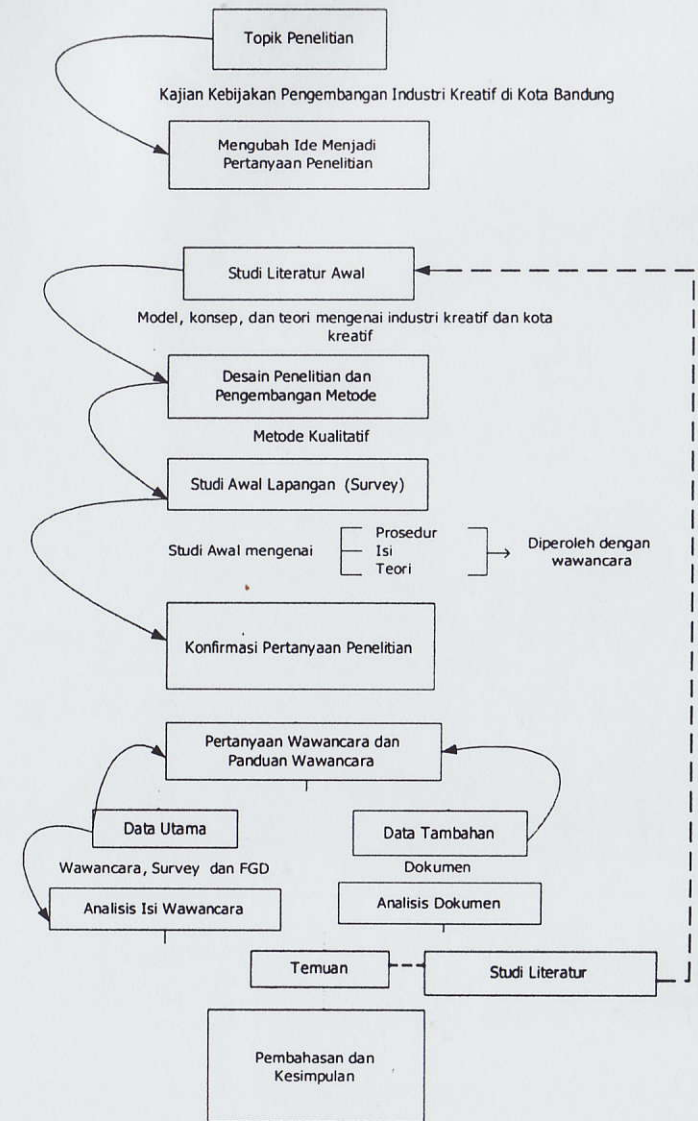 Topik Penelitian
Kajian Kebijakan Pengembangan Industri Kreatif di Kota Bandung
Mengubah Ide Menjadi
Pertanyaan Penelitian
Studi Literatur Awal
Model, konsep, dan teori mengenai industri kreatif dan kota
kreatif
Desain Penelitian dan
Pengembangan Metode
Metode Kualitatif
Studi Awal Lapangan (Survey)
Studi Awal mengenai
Prosedur
Isi
Teori
Diperoleh dengan
wawancara
Konfirmasi Pertanyaan Penelitian
Pertanyaan Wawancara dan
Panduan Wawancara
Data Utama
Data Tambahan
Wawancara, Survey dan FGD
Dokumen
Analisis Isi Wawancara
Analisis Dokumen
Temuan
Studi Literatur
Pembahasan dan
Kesimpulan